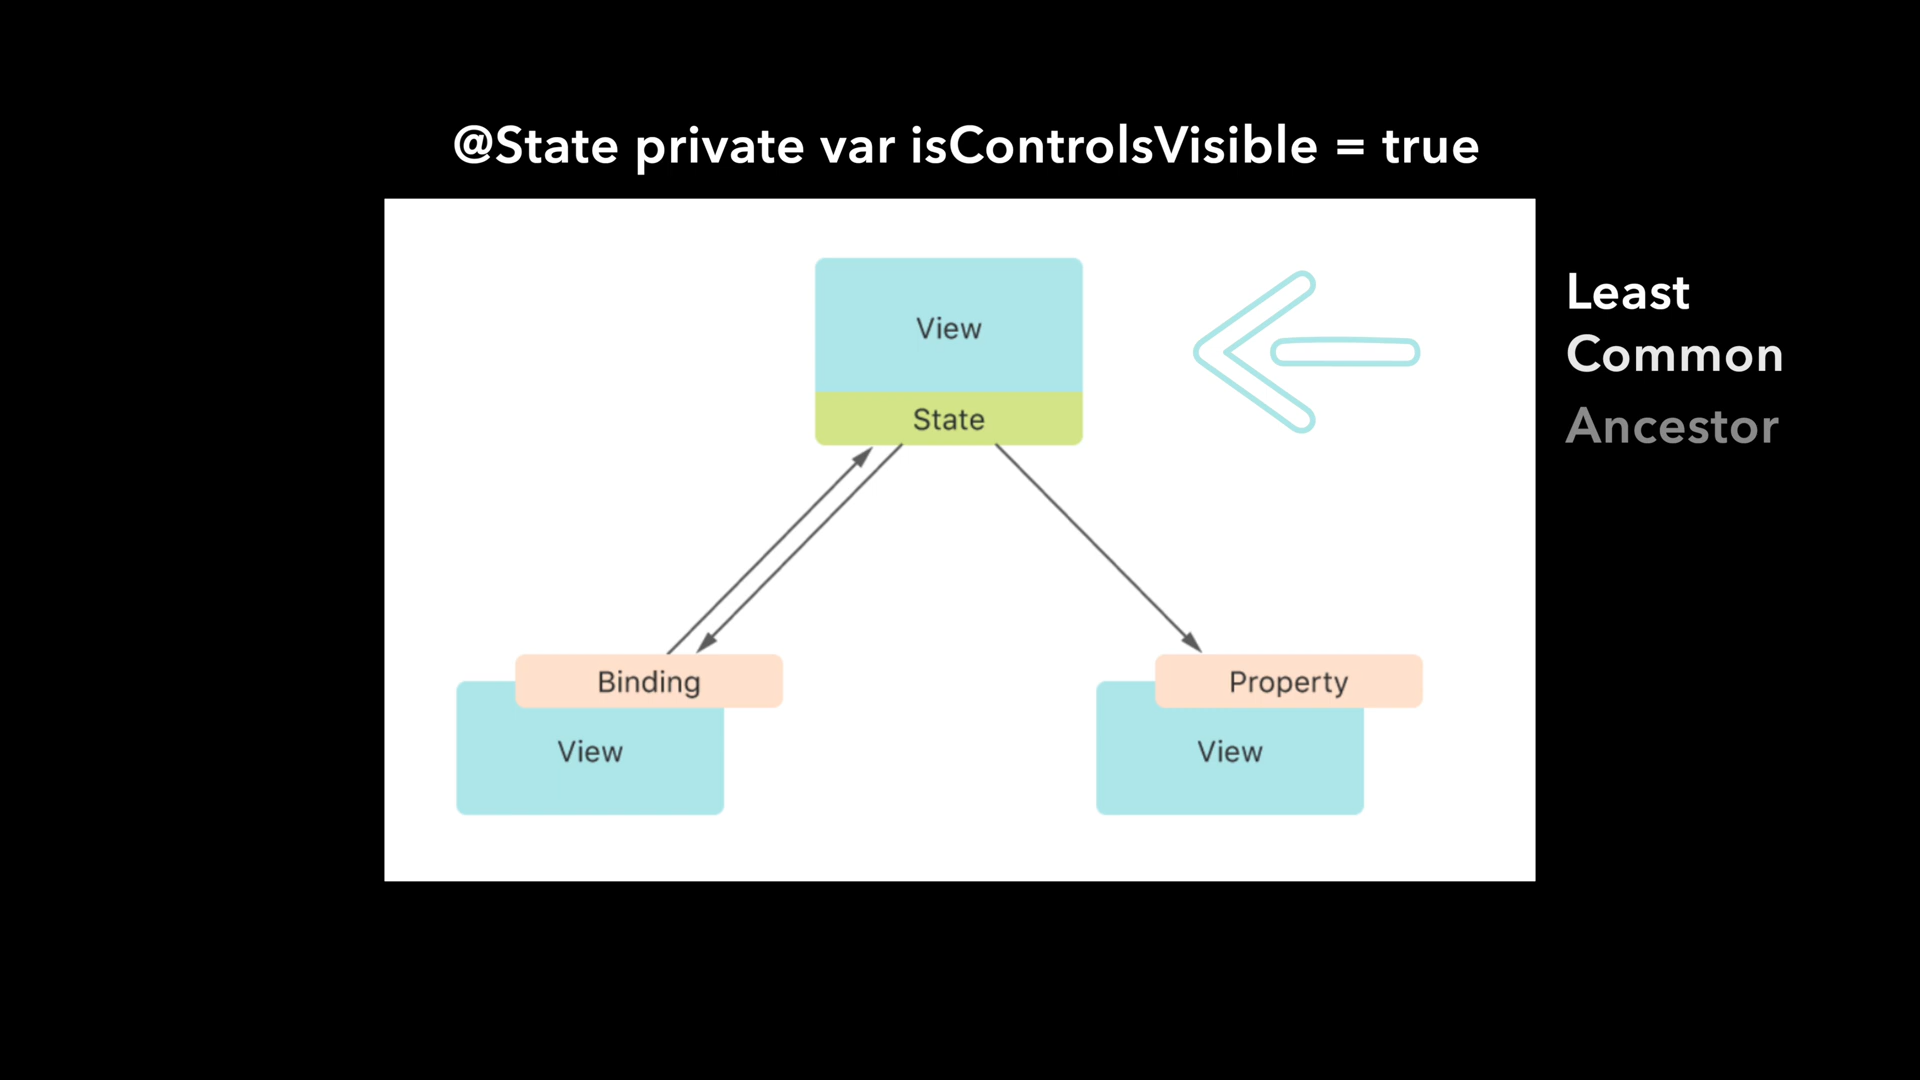 @State private var isControlsVisible = true
View
State
Least
Common
Ancestor
Binding
View
Property
View